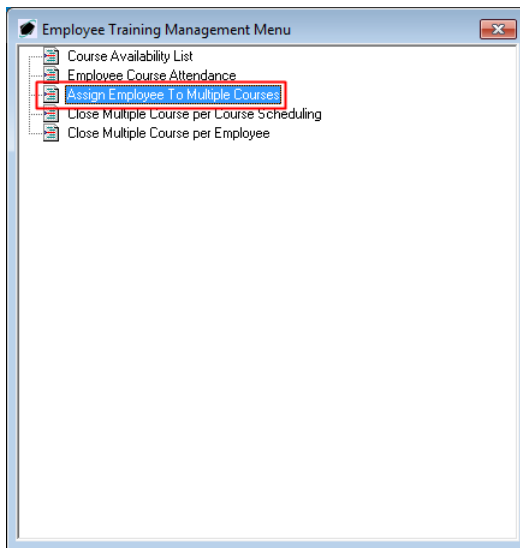 Employee Training Management Menu
Course Availability List
Employee Course Attendance
Assign Employee To Multiple Courses
Close Multiple Course per Course Scheduling
Close Multiple Course per Employee